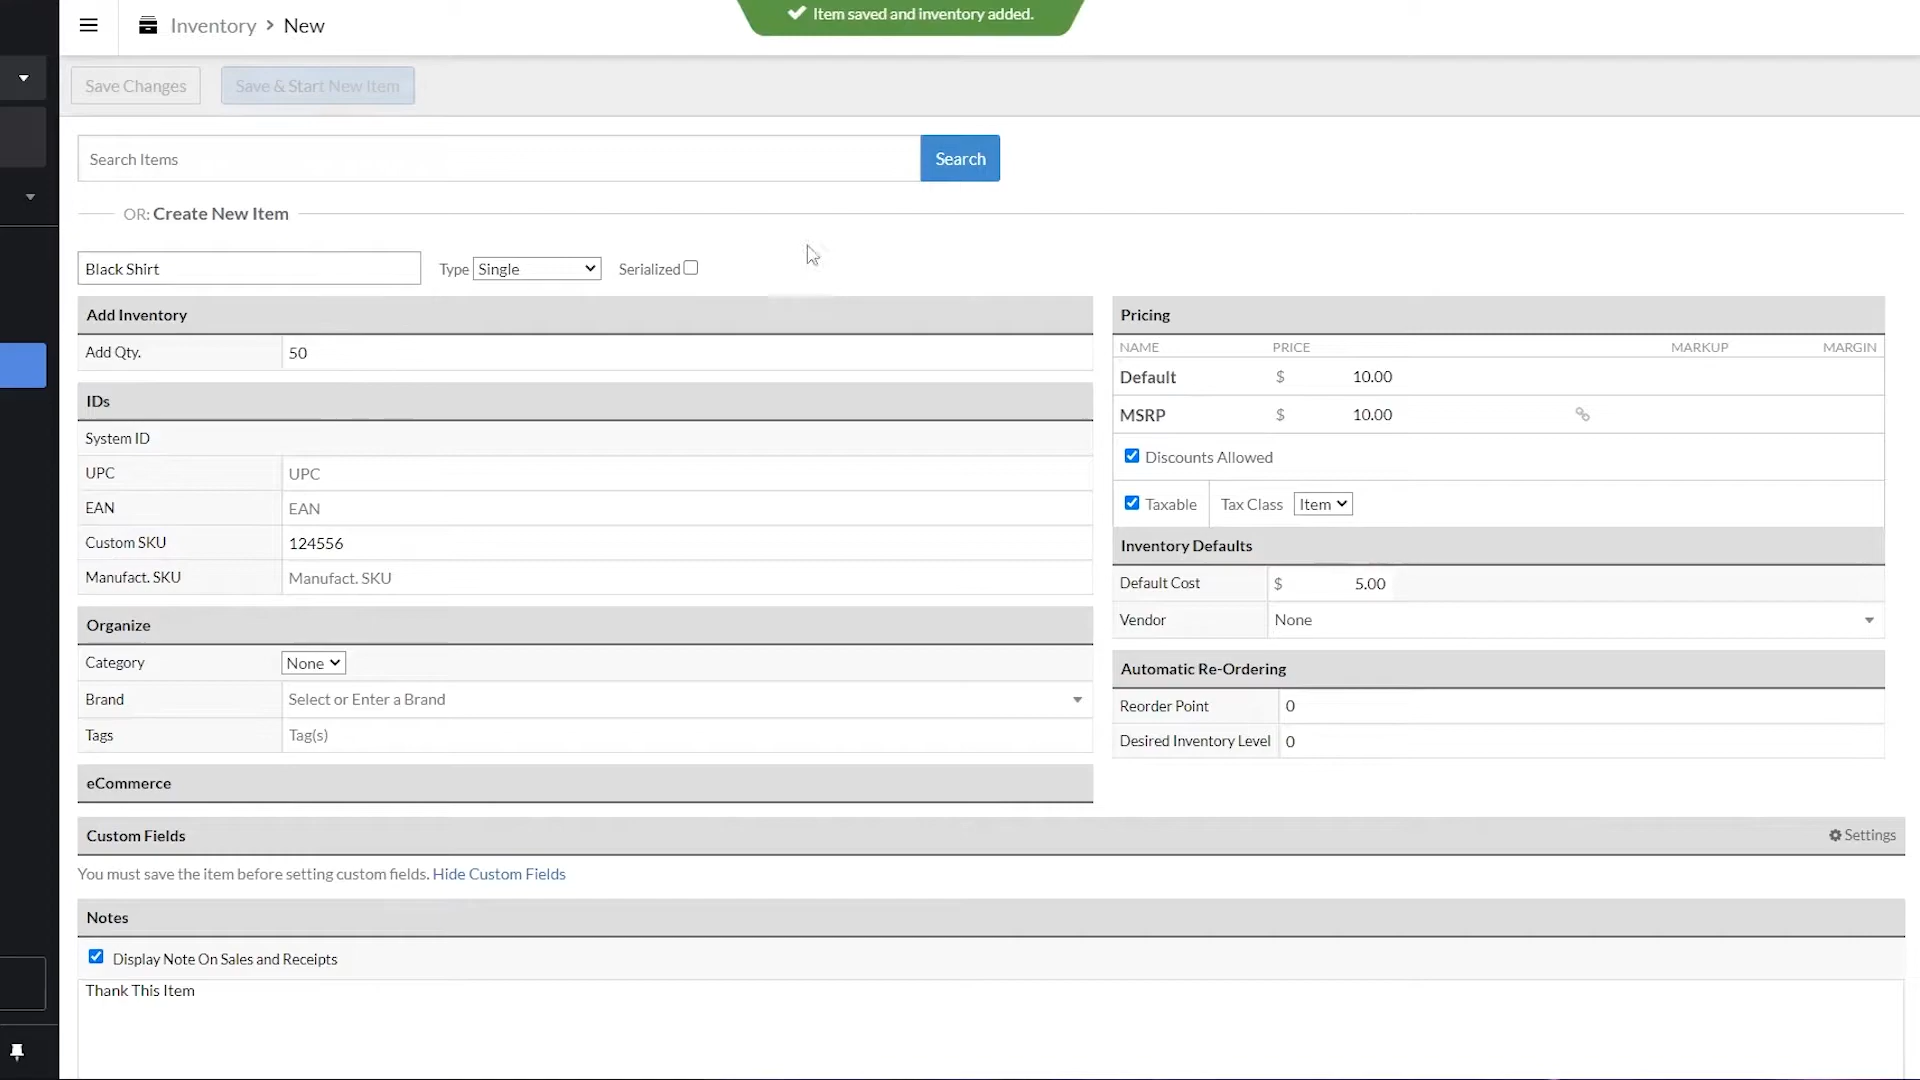 Item saved and inventory added.
Inventory > New
Save Changes
Save & Start New Item
Search Items
Search
OR: Create New Item
Black Shirt
Type Single
Serialized
Add Inventory
Add Qty. 50
IDs
System ID
UPC UPC
EAN EAN
Custom SKU 124556
Manufact. SKU Manufact. SKU
Organize
Category None
Brand Select or Enter a Brand
Tags Tag(s)
eCommerce
Pricing
NAME PRICE MARKUP MARGIN
Default $ 10.00
MSRP $ 10.00
Discounts Allowed
Taxable Tax Class Item
Inventory Defaults
Default Cost $ 5.00
Vendor None
Automatic Re-Ordering
Reorder Point 0
Desired Inventory Level 0
Custom Fields Settings
You must save the item before setting custom fields. Hide Custom Fields
Notes
Display Note On Sales and Receipts
Thank This Item